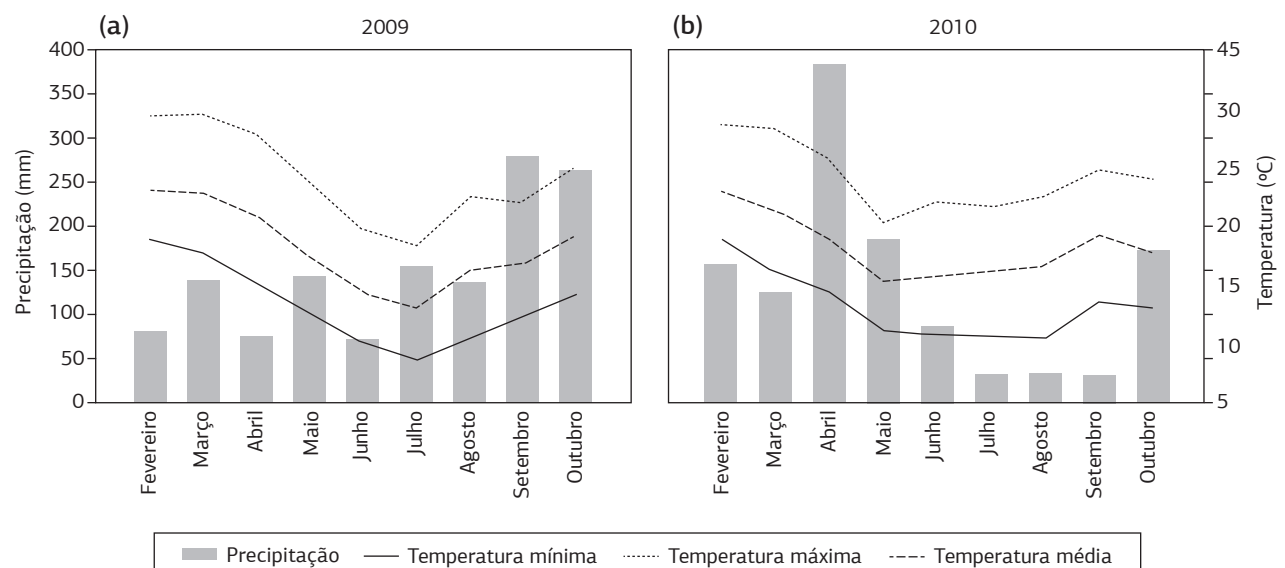 (a) 2009
(b) 2010
Precipitação (mm)
400
350
300
250
200
150
100
50
0
45
30
25
20
15
10
5
Temperatura (ºC)
Fevereiro
Março
Abril
Maio
Junho
Julho
Agosto
Setembro
Outubro
Fevereiro
Março
Abril
Maio
Junho
Julho
Agosto
Setembro
Outubro
Precipitação Temperatura mínima Temperatura máxima Temperatura média